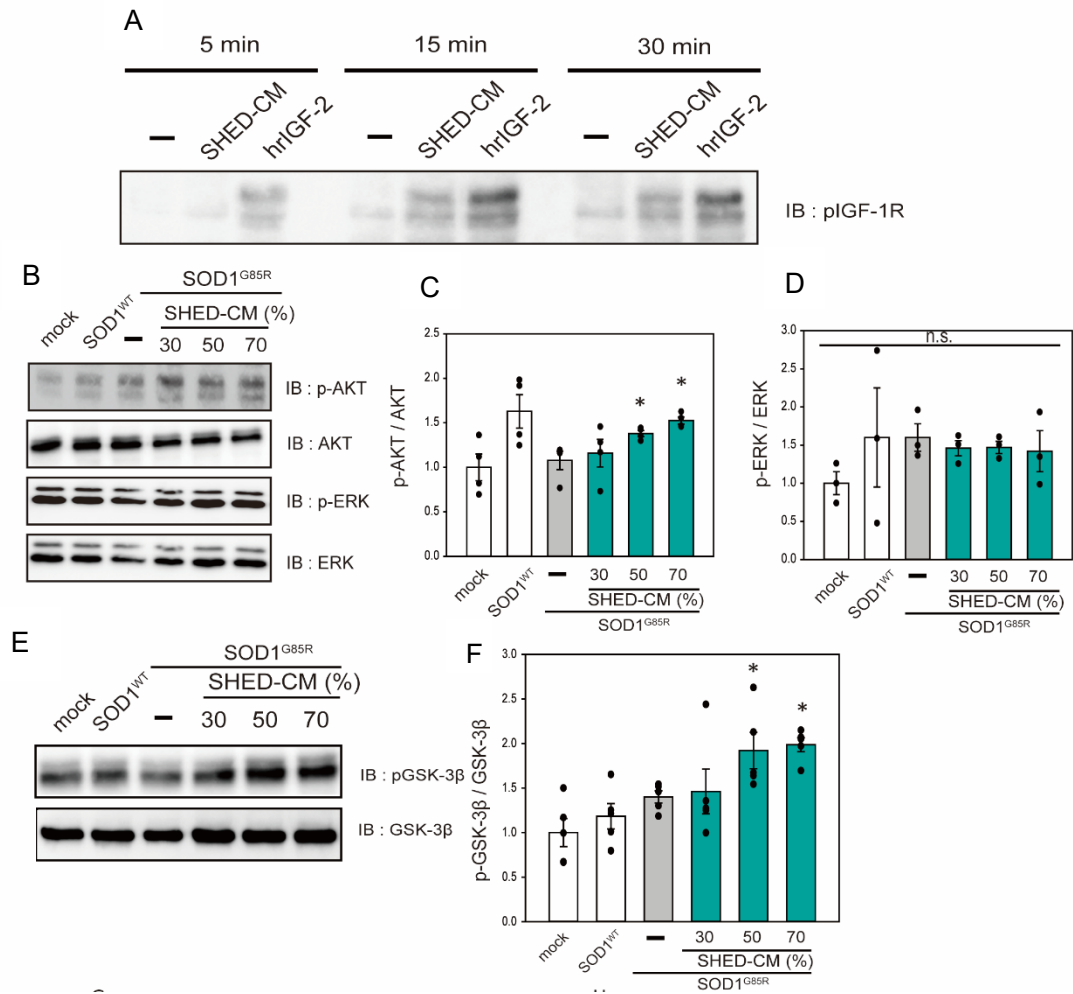 A
5 min 15 min 30 min
– SHED-CM hrIGF-2 – SHED-CM hrIGF-2 – SHED-CM hrIGF-2
IB : pIGF-1R
B
SOD1G85R
mock SOD1WT – SHED-CM (%)
30 50 70
IB : p-AKT
IB : AKT
IB : p-ERK
IB : ERK
C
p-AKT / AKT
2.5
2.0
1.5
1.0
0.5
0.0
* *
mock SOD1WT – 30 50 70
SHED-CM (%)
SOD1G85R
D
p-ERK / ERK
3.0
2.5
2.0
1.5
1.0
0.5
0.0
n.s.
mock SOD1WT – 30 50 70
SHED-CM (%)
SOD1G85R
E
SOD1G85R
mock SOD1WT – SHED-CM (%)
30 50 70
IB : pGSK-3β
IB : GSK-3β
F
p-GSK-3β / GSK-3β
3.0
2.5
2.0
1.5
1.0
0.5
0.0
* *
mock SOD1WT – 30 50 70
SHED-CM (%)
SOD1G85R